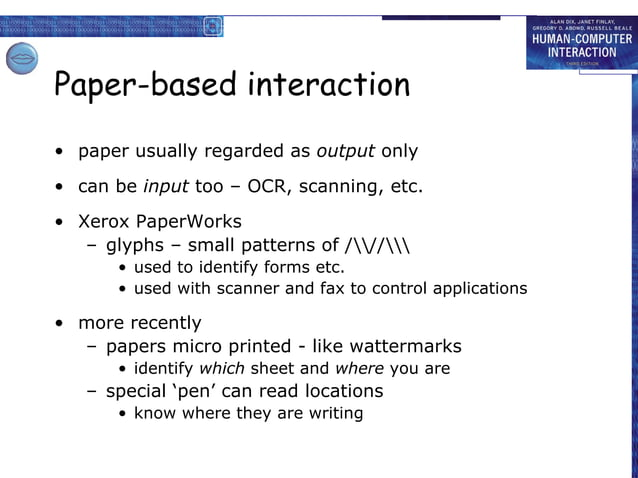 ALAN DIX, JANET FINLAY,
GREGORY D. ABOWD, RUSSELL BEALE
HUMAN-COMPUTER
INTERACTION
THIRD EDITION
Paper-based interaction
• paper usually regarded as output only
• can be input too – OCR, scanning, etc.
• Xerox PaperWorks
– glyphs – small patterns of /\\//\\\
• used to identify forms etc.
• used with scanner and fax to control applications
• more recently
– papers micro printed - like wattermarks
• identify which sheet and where you are
– special ‘pen’ can read locations
• know where they are writing